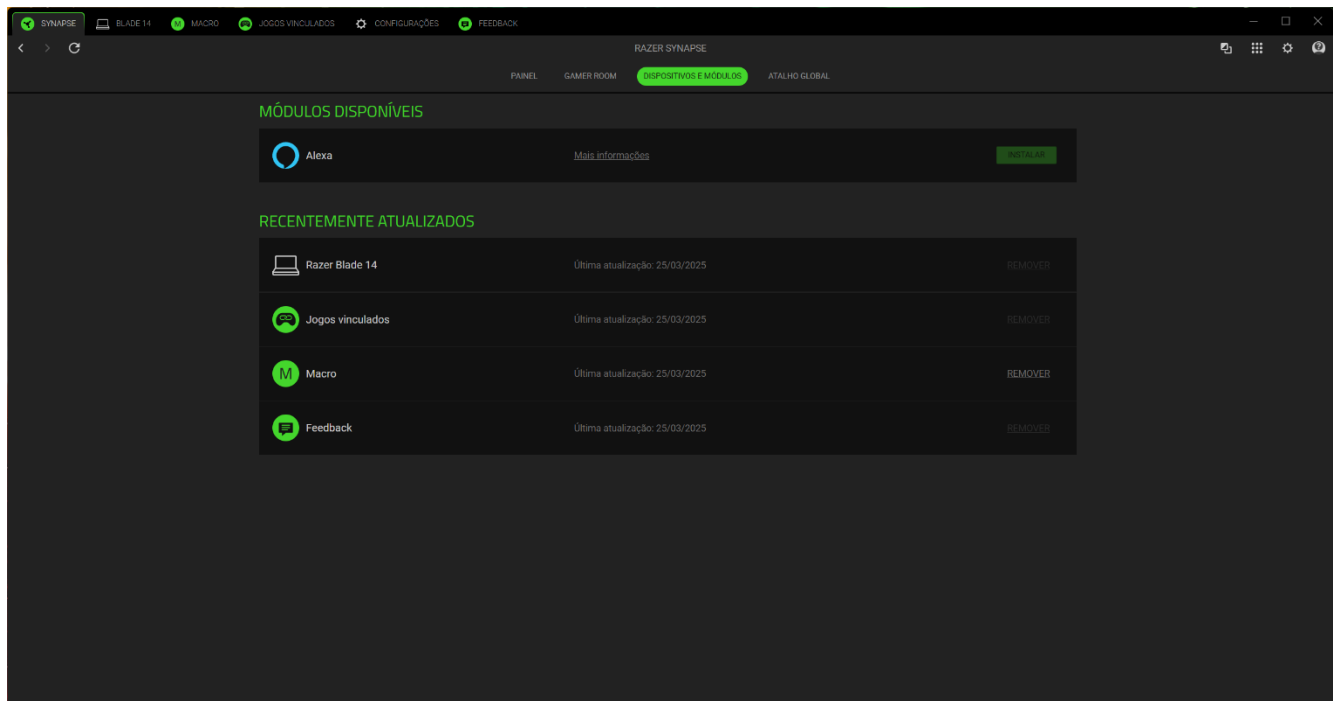 SYNAPSE BLADE 14 M MACRO JOGOS VINCULADOS CONFIGURAÇÕES FEEDBACK
RAZER SYNAPSE
PAINEL GAMER ROOM DISPOSITIVOS E MÓDULOS ATALHO GLOBAL
MÓDULOS DISPONÍVEIS
Alexa Mais informações INSTALAR
RECENTEMENTE ATUALIZADOS
Razer Blade 14 Última atualização: 25/03/2025 REMOVER
Jogos vinculados Última atualização: 25/03/2025 REMOVER
M Macro Última atualização: 25/03/2025 REMOVER
Feedback Última atualização: 25/03/2025 REMOVER